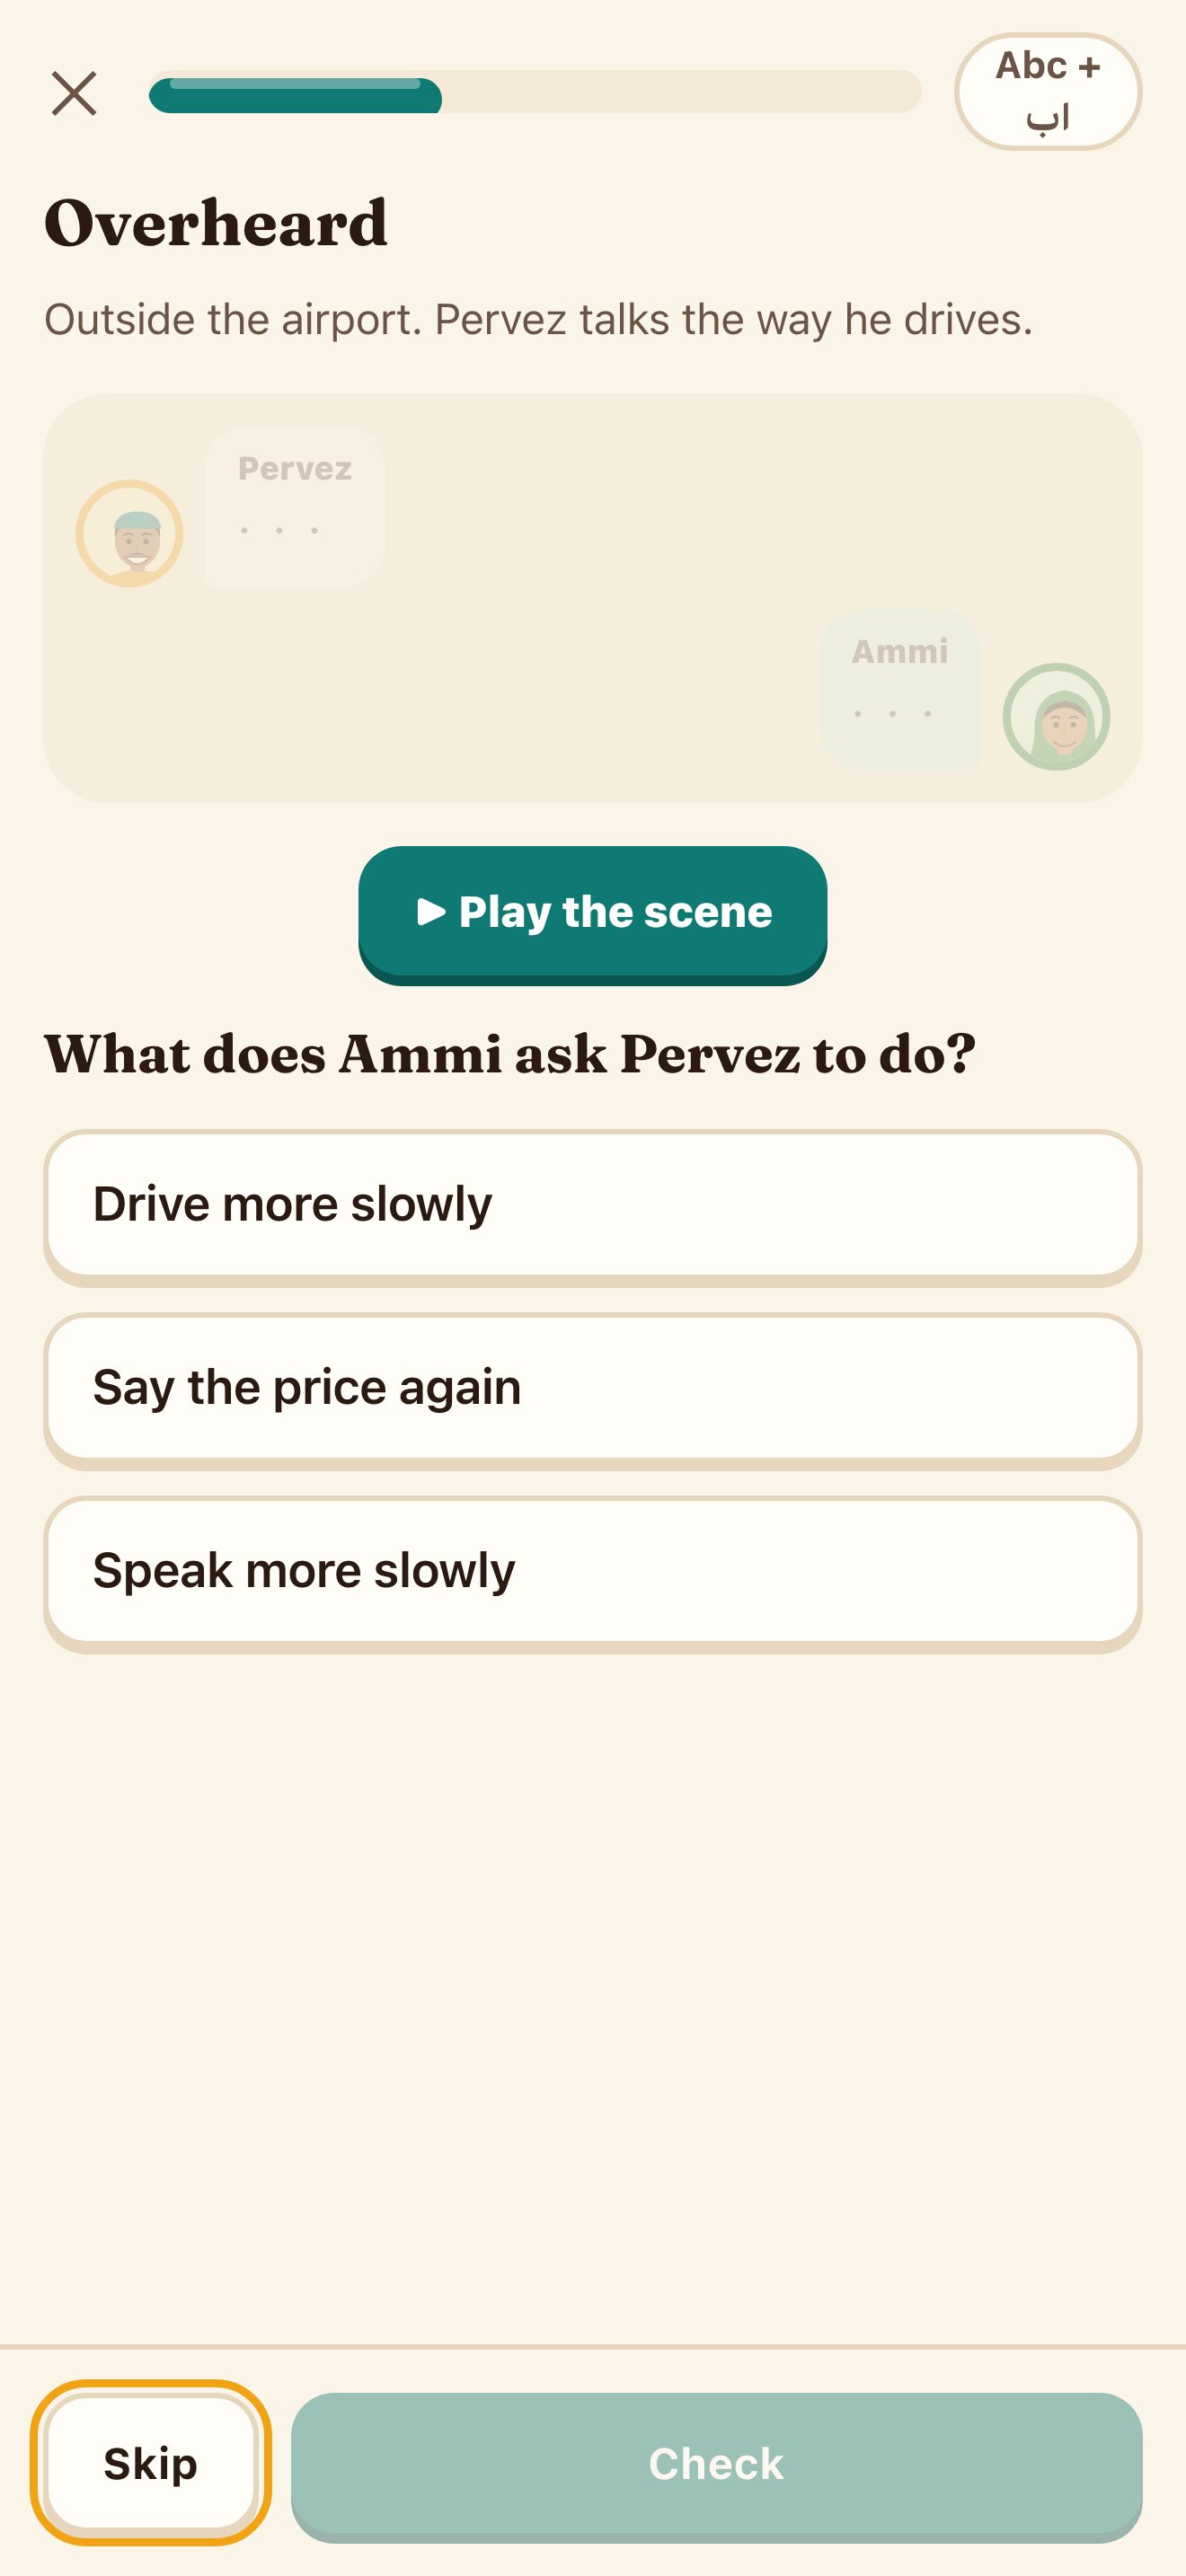 Abc +
اب
Overheard
Outside the airport. Pervez talks the way he drives.
Pervez
. . .
Ammi
. . .
Play the scene
What does Ammi ask Pervez to do?
Drive more slowly
Say the price again
Speak more slowly
Skip
Check